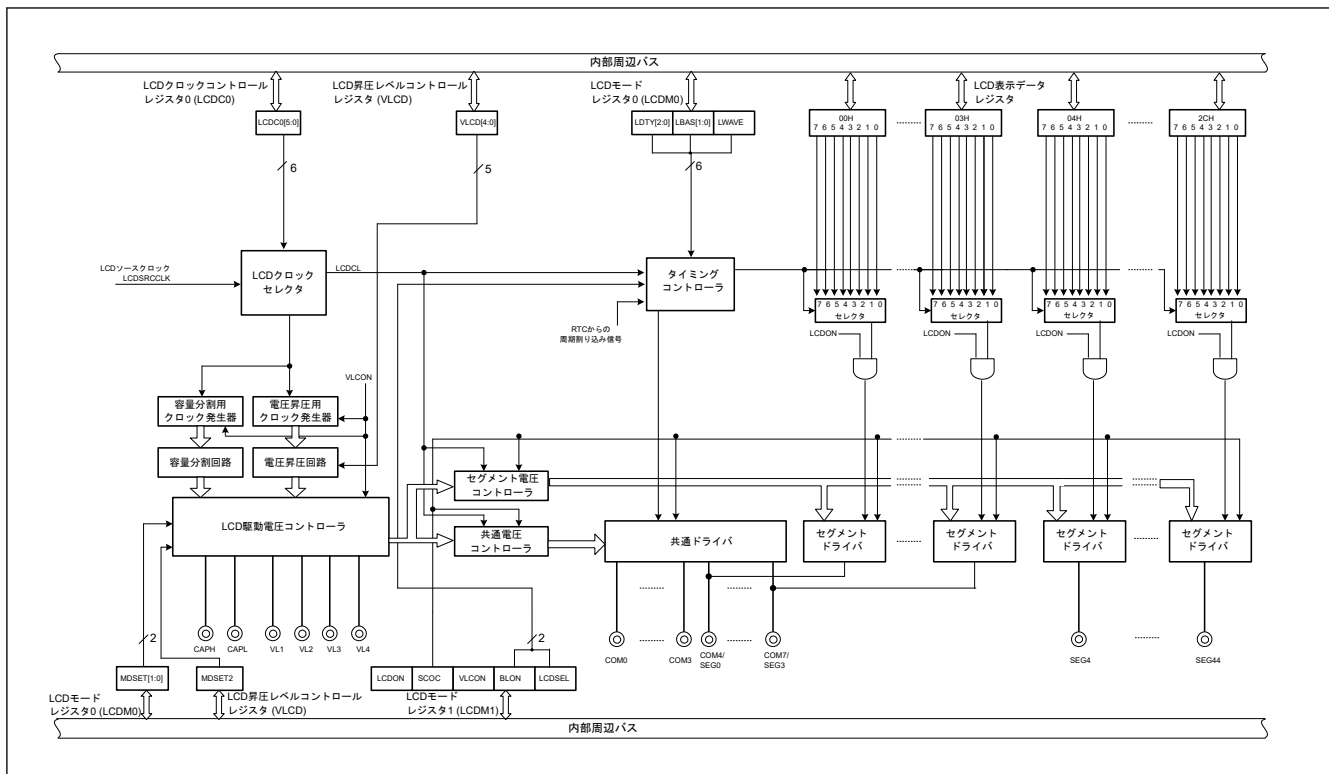 内部周辺バス
LCDクロックコントロール
レジスタ0 (LCDC0)
LCD昇圧レベルコントロール
レジスタ (VLCD)
LCDモード
レジスタ0 (LCDM0)
LCD表示データ
レジスタ
LCDC0[5:0]
VLCD[4:0]
LDTY[2:0] LBAS[1:0] LWAVE
00H
7 6 5 4 3 2 1 0
03H
7 6 5 4 3 2 1 0
04H
7 6 5 4 3 2 1 0
2CH
7 6 5 4 3 2 1 0
6
5
6
LCDソースクロック
LCDSRCCLK
LCDクロック
セレクタ
LCDCL
タイミング
コントローラ
RTCからの
周期割り込み信号
7 6 5 4 3 2 1 0
セレクタ
7 6 5 4 3 2 1 0
セレクタ
7 6 5 4 3 2 1 0
セレクタ
7 6 5 4 3 2 1 0
セレクタ
LCDON
LCDON
LCDON
LCDON
VLCON
容量分割用
クロック発生器
電圧昇圧用
クロック発生器
容量分割回路
電圧昇圧回路
セグメント電圧
コントローラ
LCD駆動電圧コントローラ
共通電圧
コントローラ
共通ドライバ
セグメント
ドライバ
セグメント
ドライバ
セグメント
ドライバ
セグメント
ドライバ
2
CAPH
CAPL
VL1
VL2
VL3
VL4
2
COM0
COM3
COM4/
SEG0
COM7/
SEG3
SEG4
SEG44
MDSET[1:0]
MDSET2
LCDON SCOC VLCON BLON LCDSEL
LCDモード
レジスタ0 (LCDM0)
LCD昇圧レベルコントロール
レジスタ (VLCD)
LCDモード
レジスタ1 (LCDM1)
内部周辺バス